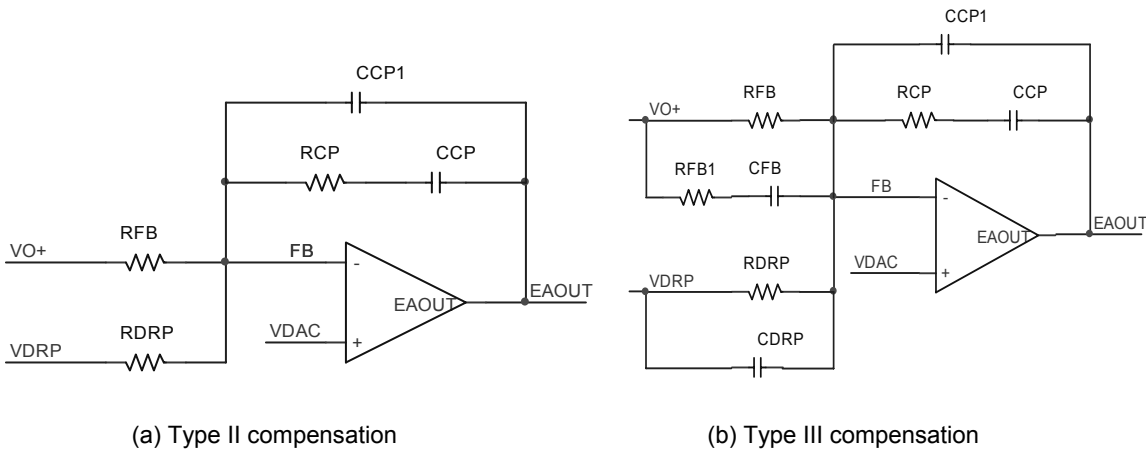 CCP1
RCP
CCP
RFB
VO+
FB
-
EAOUT
EAOUT
RDRP
VDAC
+
VDRP
(a) Type II compensation
CCP1
RFB
RCP
CCP
VO+
RFB1
CFB
FB
-
EAOUT
EAOUT
VDAC
+
VDRP
RDRP
CDRP
(b) Type III compensation